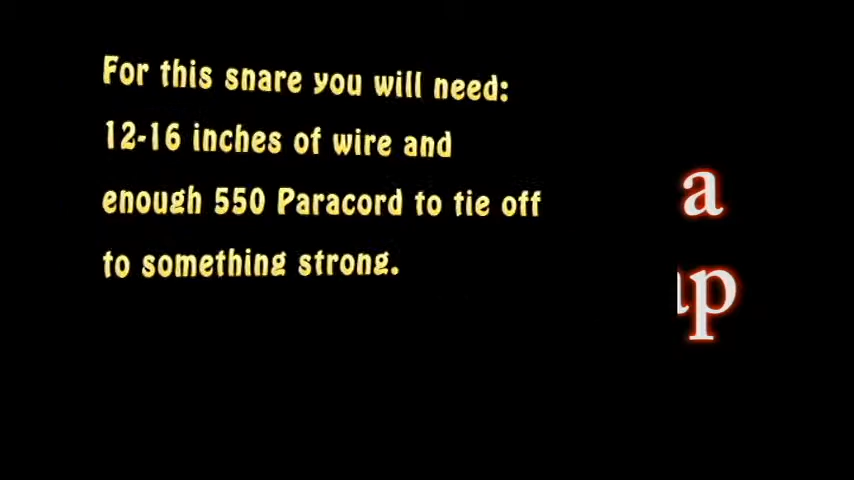 For this snare you will need:
12-16 inches of wire and
enough 550 Paracord to tie off
to something strong.
a